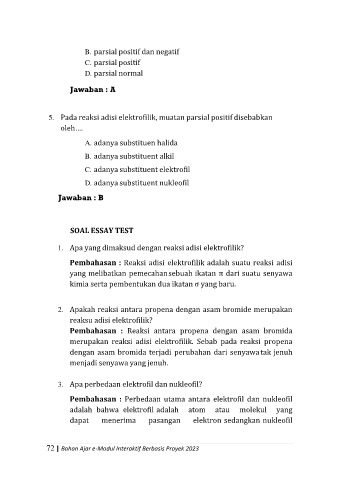 B. parsial positif dan negatif
C. parsial positif
D. parsial normal
Jawaban : A
5. Pada reaksi adisi elektrofilik, muatan parsial positif disebabkan
oleh....
A. adanya substituen halida
B. adanya substituent alkil
C. adanya substituent elektrofil
D. adanya substituent nukleofil
Jawaban : B
SOAL ESSAY TEST
1. Apa yang dimaksud dengan reaksi adisi elektrofilik?
Pembahasan : Reaksi adisi elektrofilik adalah suatu reaksi adisi
yang melibatkan pemecahan sebuah ikatan π dari suatu senyawa
kimia serta pembentukan dua ikatan σ yang baru.
2. Apakah reaksi antara propena dengan asam bromide merupakan
reaksu adisi elektrofilik?
Pembahasan : Reaksi antara propena dengan asam bromida
merupakan reaksi adisi elektrofilik. Sebab pada reaksi propena
dengan asam bromida terjadi perubahan dari senyawa tak jenuh
menjadi senyawa yang jenuh.
3. Apa perbedaan elektrofil dan nukleofil?
Pembahasan : Perbedaan utama antara elektrofil dan nukleofil
adalah bahwa elektrofil adalah atom atau molekul yang
dapat menerima pasangan elektron sedangkan nukleofil
72 | Bahan Ajar e-Modul Interaktif Berbasis Proyek 2023